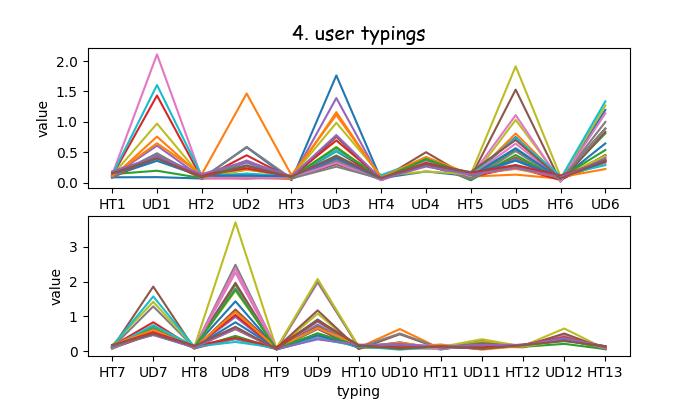 4. user typings
value
2.0
1.5
1.0
0.5
0.0
HT1 UD1 HT2 UD2 HT3 UD3 HT4 UD4 HT5 UD5 HT6 UD6
value
3
2
1
0
HT7 UD7 HT8 UD8 HT9 UD9 HT10 UD10 HT11 UD11 HT12 UD12 HT13
typing